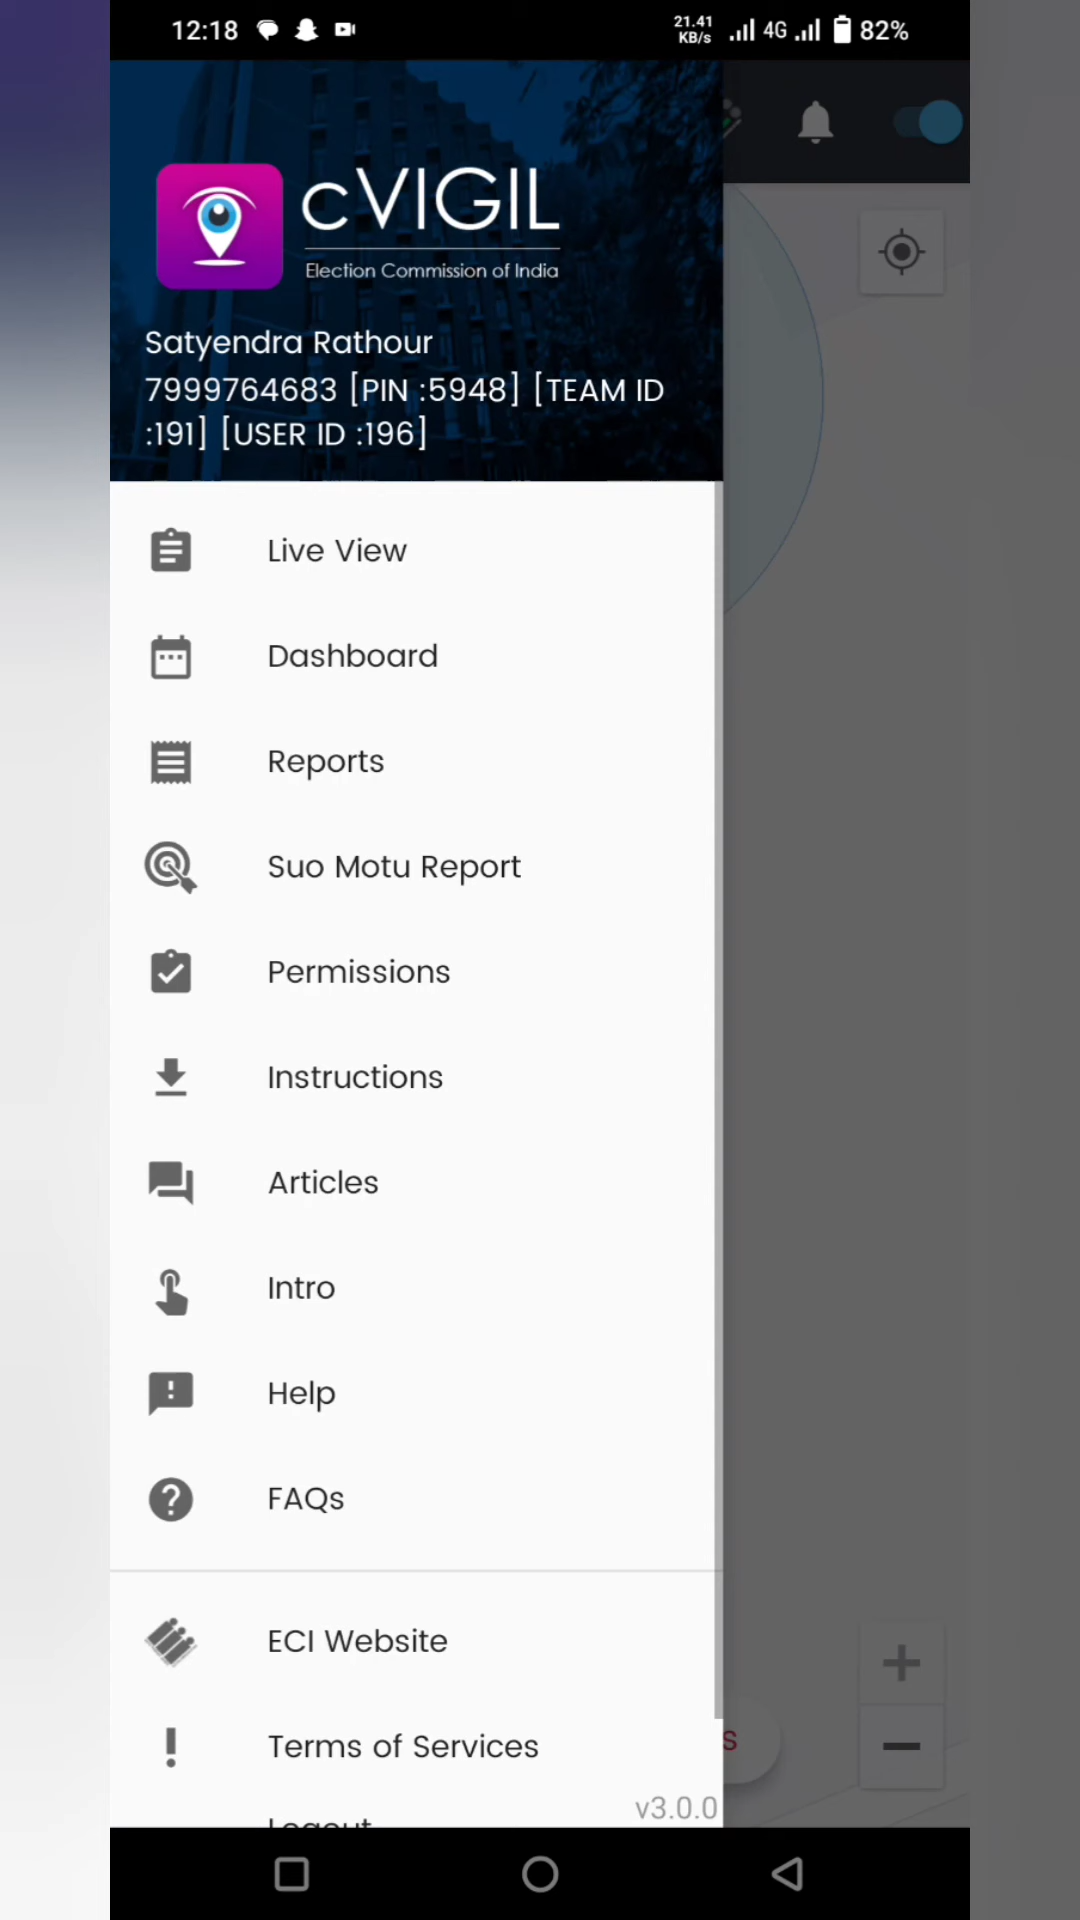 12:18
21.41
KB/s
4G
82%
cVIGIL
Election Commission of India
Satyendra Rathour
7999764683 [PIN :5948] [TEAM ID
:191] [USER ID :196]
Live View
Dashboard
Reports
Suo Motu Report
Permissions
Instructions
Articles
Intro
Help
FAQs
ECI Website
Terms of Services
S
v3.0.0
Logout